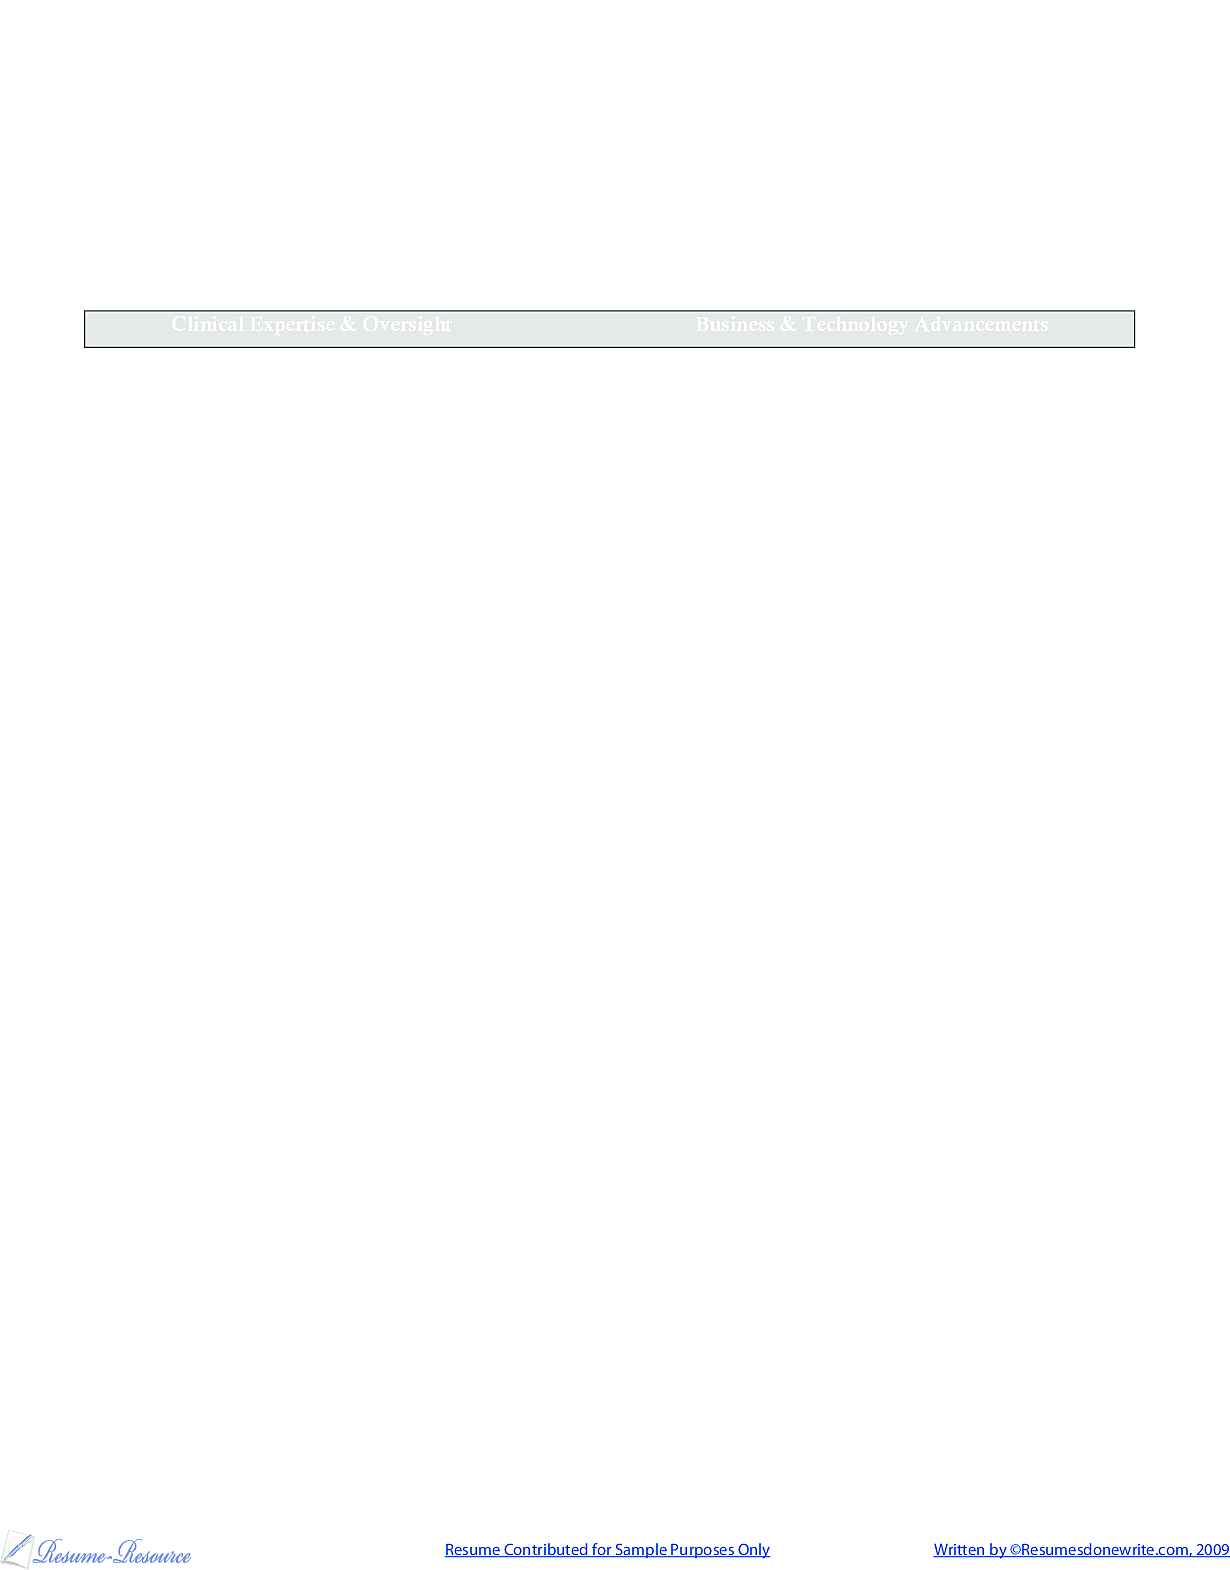 Clinical Expertise & Oversight Business & Technology Advancements
Resume-Resource Resume Contributed for Sample Purposes Only Written by ©Resumesdonewrite.com, 2009